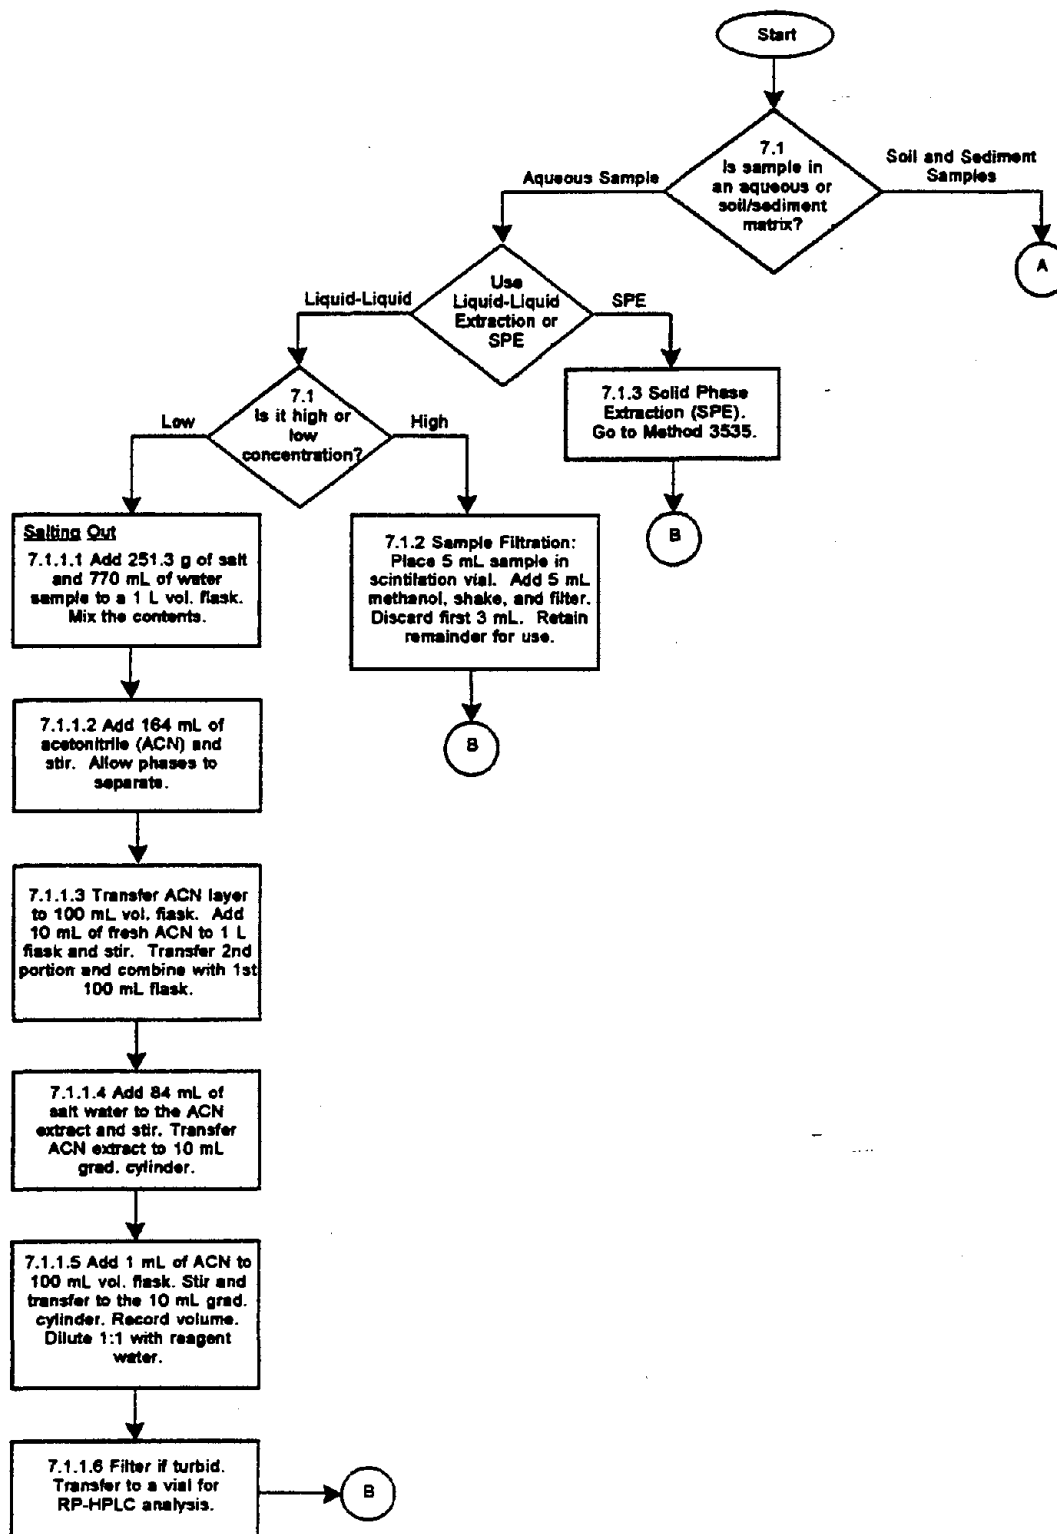 Start
7.1
Is sample in
an aqueous or
soil/sediment
matrix?
Aqueous Sample
Soil and Sediment
Samples
A
Use
Liquid-Liquid
Extraction or
SPE
Liquid-Liquid
SPE
7.1.3 Solid Phase
Extraction (SPE).
Go to Method 3535.
B
7.1
Is it high or
low
concentration?
Low
High
Salting Out
7.1.1.1 Add 251.3 g of salt
and 770 mL of water
sample to a 1 L vol. flask.
Mix the contents.
7.1.2 Sample Filtration:
Place 5 mL sample in
scintilation vial. Add 5 mL
methanol, shake, and filter.
Discard first 3 mL. Retain
remainder for use.
B
7.1.1.2 Add 164 mL of
acetonitrile (ACN) and
stir. Allow phases to
separate.
7.1.1.3 Transfer ACN layer
to 100 mL vol. flask. Add
10 mL of fresh ACN to 1 L
flask and stir. Transfer 2nd
portion and combine with 1st
100 mL flask.
7.1.1.4 Add 84 mL of
salt water to the ACN
extract and stir. Transfer
ACN extract to 10 mL
grad. cylinder.
7.1.1.5 Add 1 mL of ACN to
100 mL vol. flask. Stir and
transfer to the 10 mL grad.
cylinder. Record volume.
Dilute 1:1 with reagent
water.
7.1.1.6 Filter if turbid.
Transfer to a vial for
RP-HPLC analysis.
B